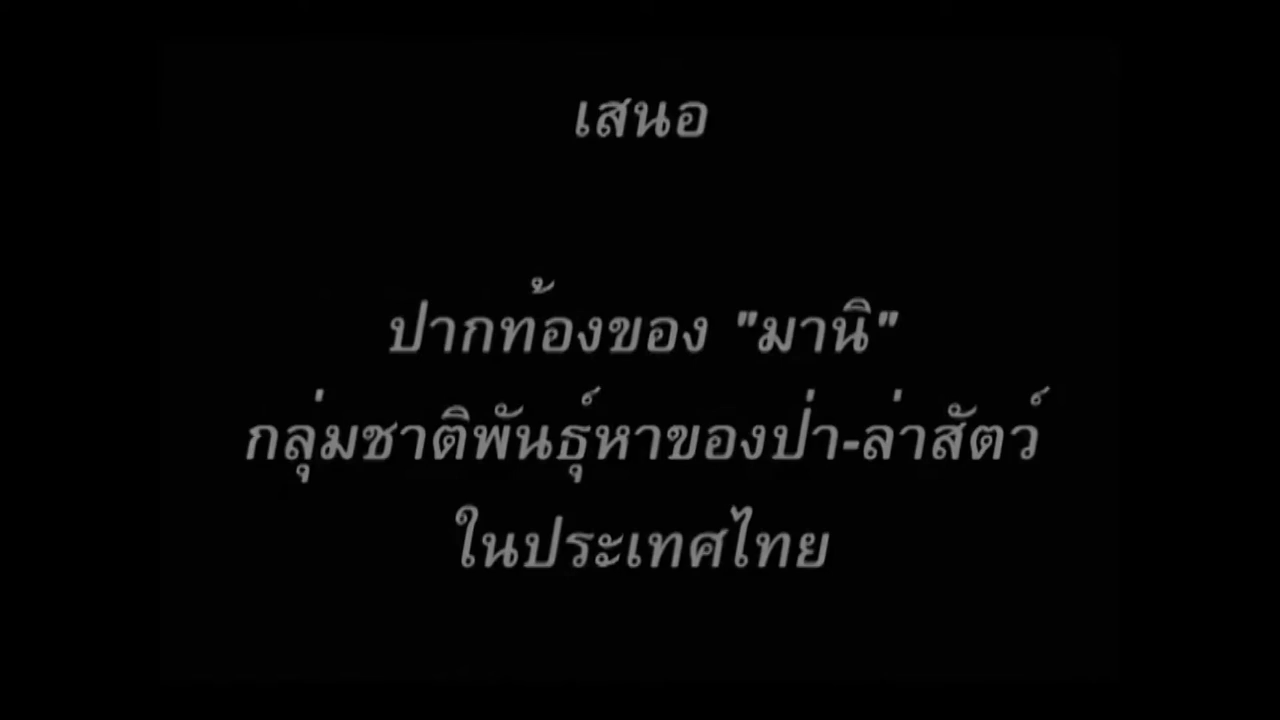 เสนอ
ปากท้องของ "มานิ"
กลุ่มชาติพันธุ์หาของป่า-ล่าสัตว์
ในประเทศไทย